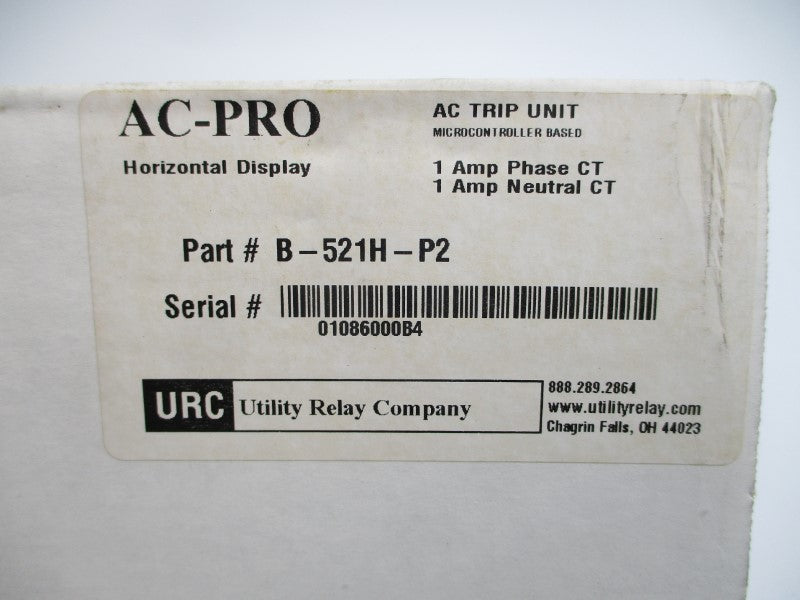 AC-PRO
AC TRIP UNIT
MICROCONTROLLER BASED
Horizontal Display
1 Amp Phase CT
1 Amp Neutral CT
Part # B-521H-P2
Serial #
01086000B4
URC Utility Relay Company
888.289.2864
www.utilityrelay.com
Chagrin Falls, OH 44023